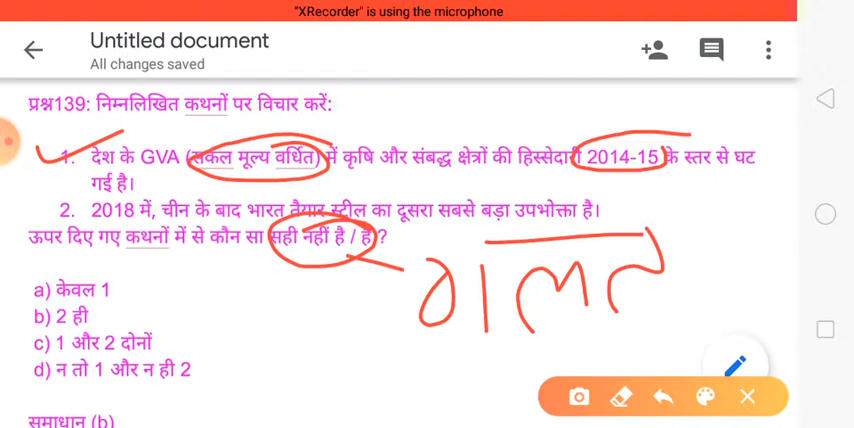 "XRecorder" is using the microphone
Untitled document
All changes saved
प्रश्न139: निम्नलिखित कथनों पर विचार करें:
1. देश के GVA (सकल मूल्य वर्धित) में कृषि और संबद्ध क्षेत्रों की हिस्सेदारी 2014-15 के स्तर से घट
गई है।
2. 2018 में, चीन के बाद भारत तैयार स्टील का दूसरा सबसे बड़ा उपभोक्ता है।
ऊपर दिए गए कथनों में से कौन सा सही नहीं है / हैं ?
गलत
a) केवल 1
b) 2 ही
c) 1 और 2 दोनों
d) न तो 1 और न ही 2
समाधान (b)